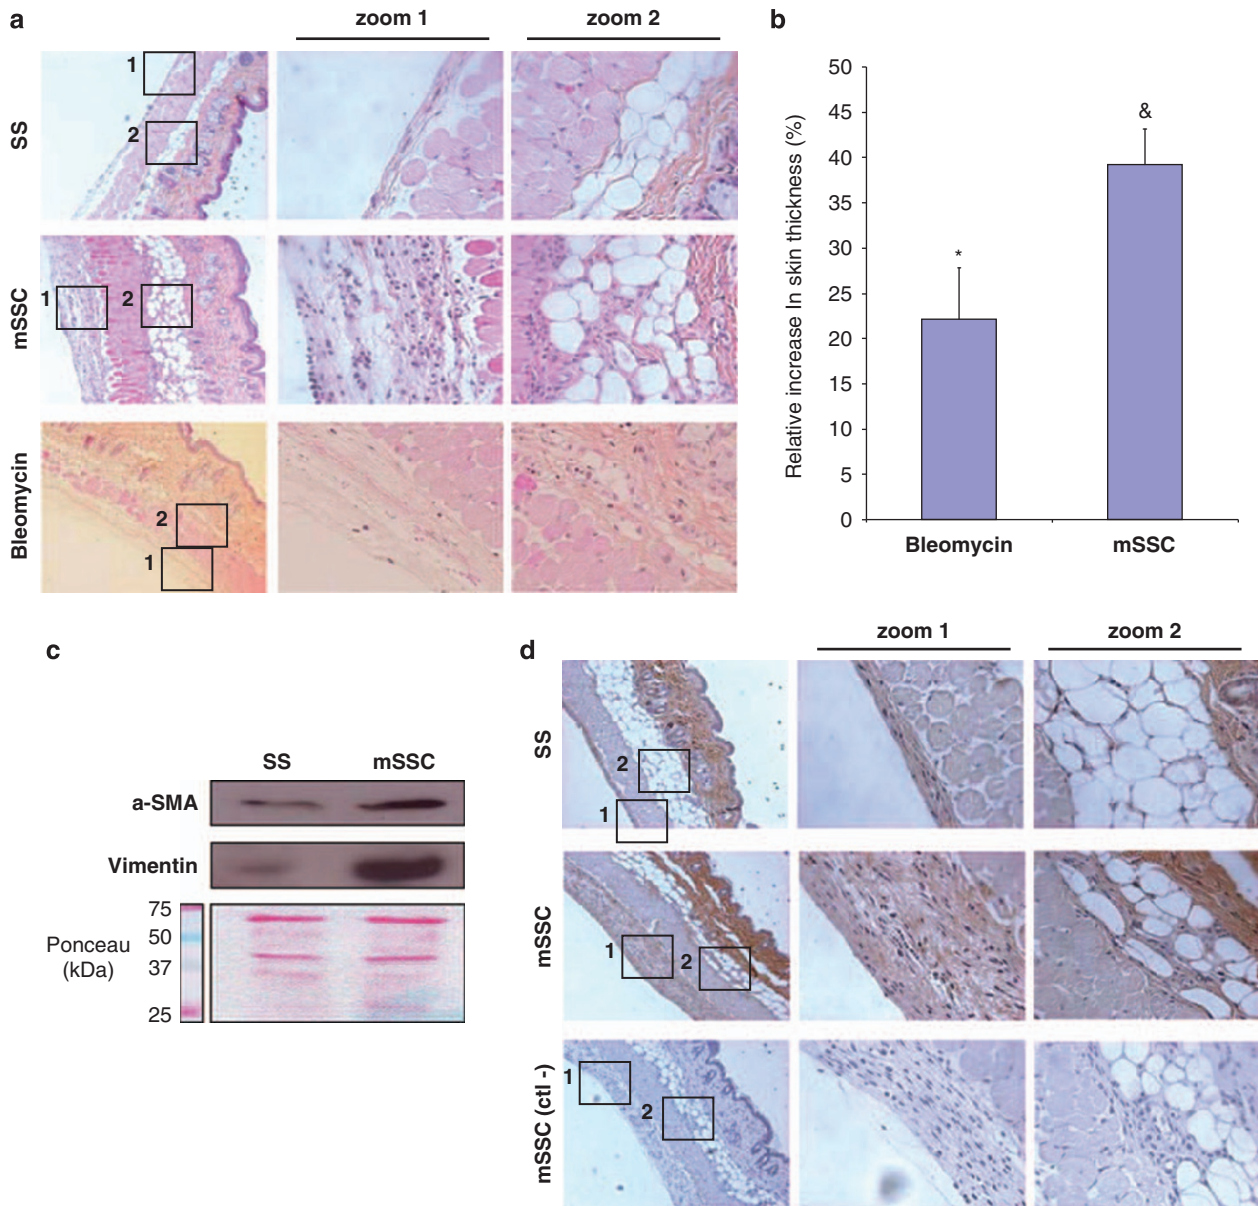 a
zoom 1
zoom 2
SS
1
2
mSSC
1
2
Bleomycin
2
1
b
Relative increase In skin thickness (%)
50
45
40
35
30
25
20
15
10
5
0
*
&
Bleomycin
mSSC
c
SS
mSSC
a-SMA
Vimentin
Ponceau
(kDa)
75
50
37
25
d
zoom 1
zoom 2
SS
2
1
mSSC
1
2
mSSC (ctl -)
1
2